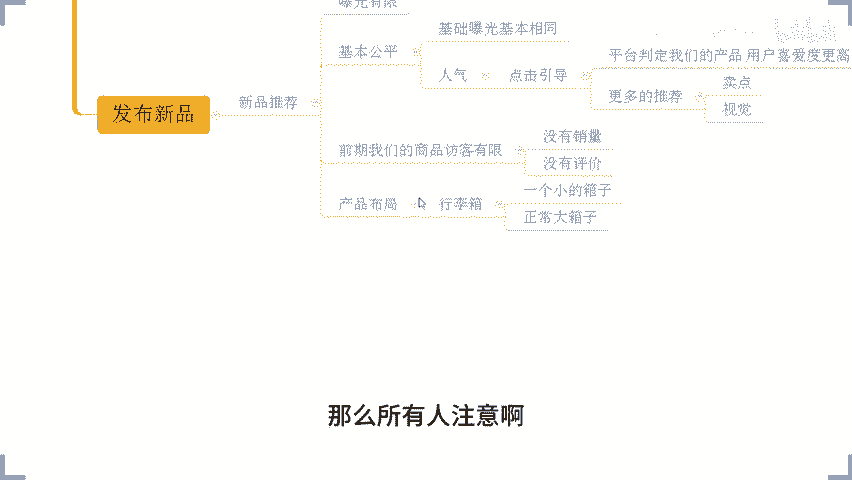 曝光有限
基本公平
基础曝光基本相同
人气
点击引导
平台判定我们的产品 用户喜爱度更高
更多的推荐
卖点
视觉
发布新品
新品推荐
前期我们的商品访客有限
没有销量
没有评价
产品布局
行李箱
一个小的箱子
正常大箱子
那么所有人注意啊